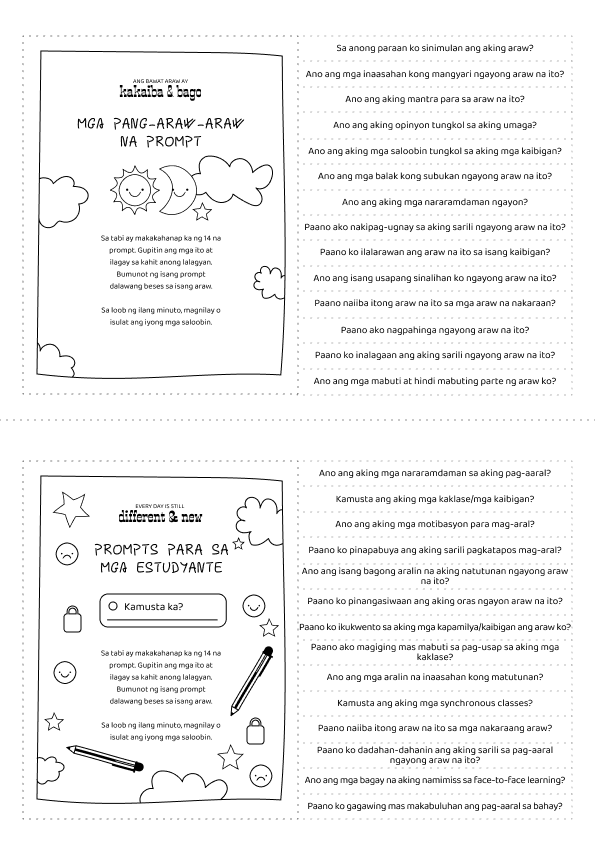 ANG BAWAT ARAW AY
kakaiba & bago
MGA PANG-ARAW-ARAW
NA PROMPT
Sa tabi ay makakahanap ka ng 14 na
prompt. Gupitin ang mga ito at
ilagay sa kahit anong lalagyan.
Bumunot ng isang prompt
dalawang beses sa isang araw.
Sa loob ng ilang minuto, magnilay o
isulat ang iyong mga saloobin.
Sa anong paraan ko sinimulan ang aking araw?
Ano ang mga inaasahan kong mangyari ngayong araw na ito?
Ano ang aking mantra para sa araw na ito?
Ano ang aking opinyon tungkol sa aking umaga?
Ano ang aking mga saloobin tungkol sa aking mga kaibigan?
Ano ang mga balak kong subukan ngayong araw na ito?
Ano ang aking mga nararamdaman ngayon?
Paano ako nakipag-ugnay sa aking sarili ngayong araw na ito?
Paano ko ilalarawan ang araw na ito sa isang kaibigan?
Ano ang isang usapang sinalihan ko ngayong araw na ito?
Paano naiiba itong araw na ito sa mga araw na nakaraan?
Paano ako nagpahinga ngayong araw na ito?
Paano ko inalagaan ang aking sarili ngayong araw na ito?
Ano ang mga mabuti at hindi mabuting parte ng araw ko?
EVERY DAY IS STILL
different & new
PROMPTS PARA SA
MGA ESTUDYANTE
Kamusta ka?
Sa tabi ay makakahanap ka ng 14 na
prompt. Gupitin ang mga ito at
ilagay sa kahit anong lalagyan.
Bumunot ng isang prompt
dalawang beses sa isang araw.
Sa loob ng ilang minuto, magnilay o
isulat ang iyong mga saloobin.
Ano ang aking mga nararamdaman sa aking pag-aaral?
Kamusta ang aking mga kaklase/mga kaibigan?
Ano ang aking mga motibasyon para mag-aral?
Paano ko pinapabuya ang aking sarili pagkatapos mag-aral?
Ano ang isang bagong aralin na aking natutunan ngayong araw
na ito?
Paano ko pinangasiwaan ang aking oras ngayon araw na ito?
Paano ko ikukwento sa aking mga kapamilya/kaibigan ang araw ko?
Paano ako magiging mas mabuti sa pag-usap sa aking mga
kaklase?
Ano ang mga aralin na inaasahan kong matutunan?
Kamusta ang aking mga synchronous classes?
Paano naiiba itong araw na ito sa mga nakaraang araw?
Paano ko dadahan-dahanin ang aking sarili sa pag-aaral
ngayong araw na ito?
Ano ang mga bagay na aking namimiss sa face-to-face learning?
Paano ko gagawing mas makabuluhan ang pag-aaral sa bahay?